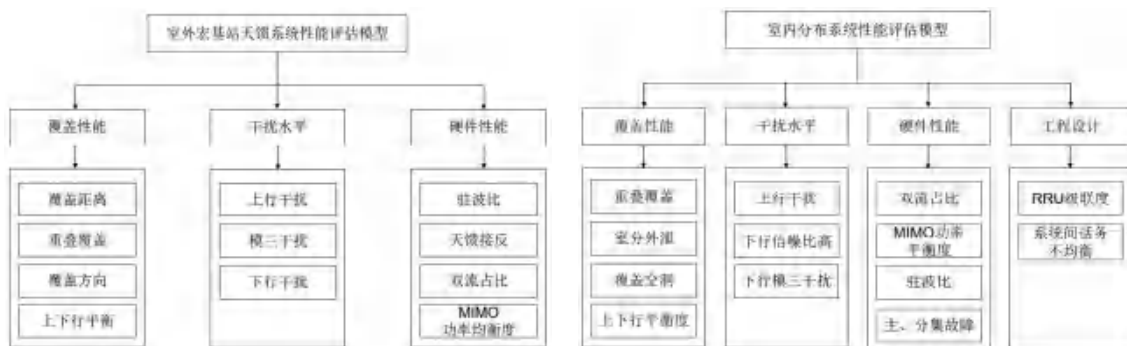 室外宏基站天馈系统性能评估模型
覆盖性能
干扰水平
硬件性能
覆盖距离
重叠覆盖
覆盖方向
上下行平衡
上行干扰
模三干扰
下行干扰
驻波比
天馈接反
双流占比
MIMO
功率均衡度
室内分布系统性能评估模型
覆盖性能
干扰水平
硬件性能
工程设计
重叠覆盖
室分外泄
覆盖空洞
上下行平衡度
上行干扰
下行信噪比高
下行模三干扰
双流占比
MIMO功率
平衡度
驻波比
主、分集故障
RRU级联度
系统间话务
不均衡